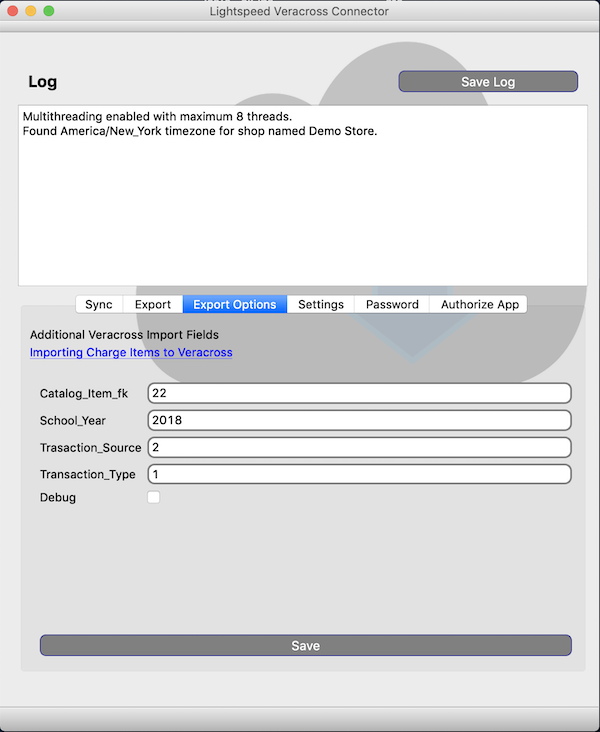 Lightspeed Veracross Connector
Log
Save Log
Multithreading enabled with maximum 8 threads.
Found America/New_York timezone for shop named Demo Store.
Sync Export Export Options Settings Password Authorize App
Additional Veracross Import Fields
Importing Charge Items to Veracross
Catalog_Item_fk 22
School_Year 2018
Trasaction_Source 2
Transaction_Type 1
Debug
Save